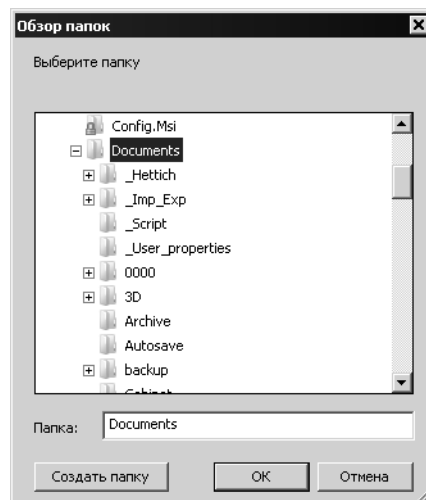 Обзор папок
Выберите папку
Config.Msi
Documents
_Hettich
_Imp_Exp
_Script
_User_properties
0000
3D
Archive
Autosave
backup
Папка: Documents
Создать папку ОК Отмена